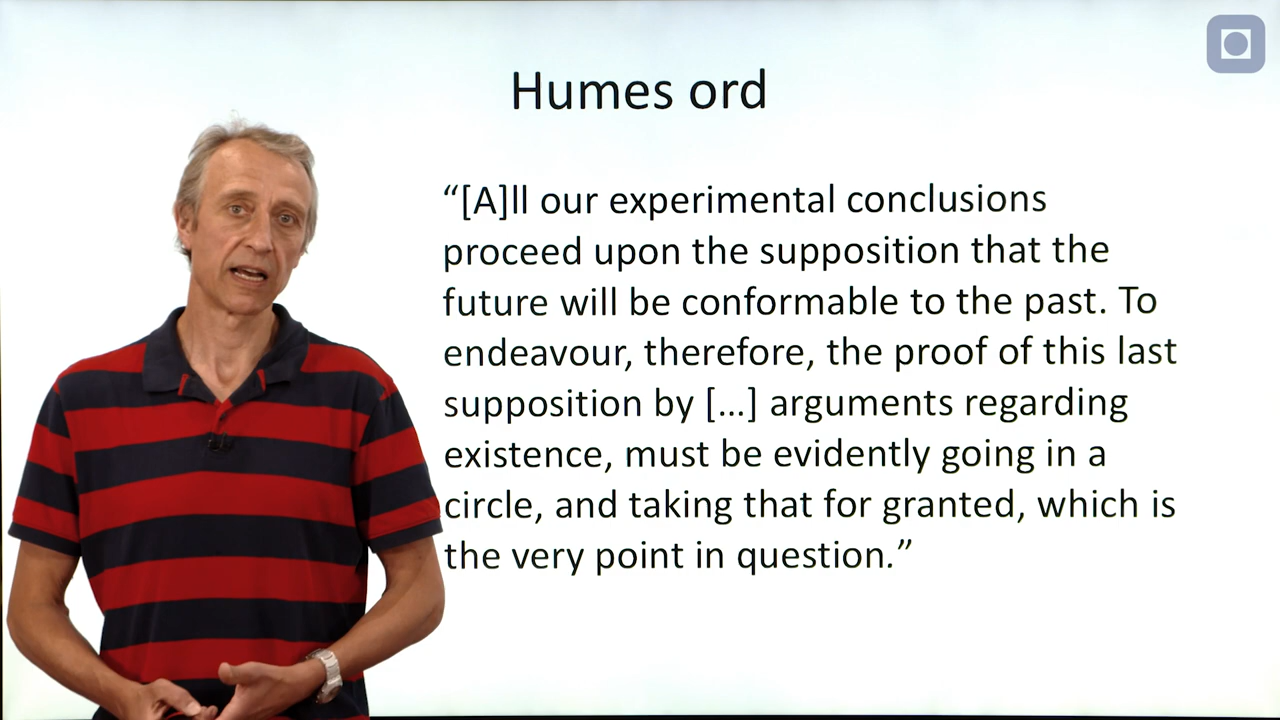 Humes ord
“[A]ll our experimental conclusions
proceed upon the supposition that the
future will be conformable to the past. To
endeavour, therefore, the proof of this last
supposition by […] arguments regarding
existence, must be evidently going in a
circle, and taking that for granted, which is
the very point in question.”